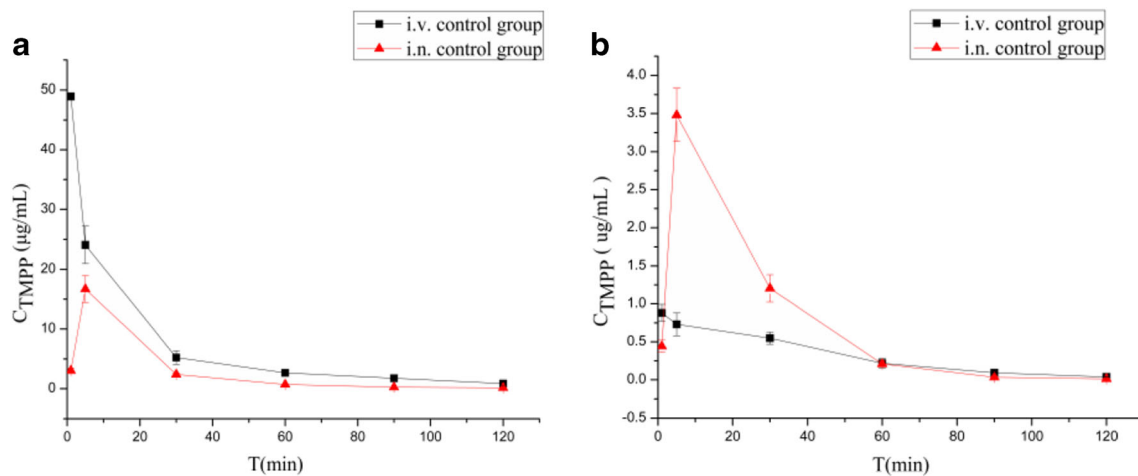 a
i.v. control group
i.n. control group
50
40
30
20
10
0
C_TMPP (μg/mL)
0 20 40 60 80 100 120
T(min)
b
i.v. control group
i.n. control group
4.0
3.5
3.0
2.5
2.0
1.5
1.0
0.5
0.0
-0.5
C_TMPP ( ug/mL )
0 20 40 60 80 100 120
T(min)